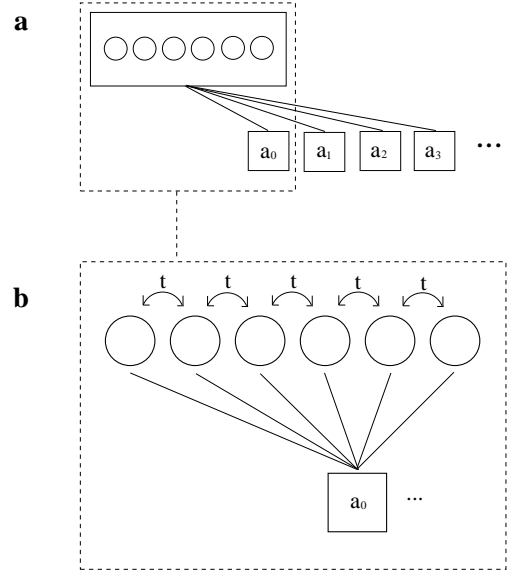 a
a₀ a₁ a₂ a₃ ...
b
t t t t t
a₀ ...